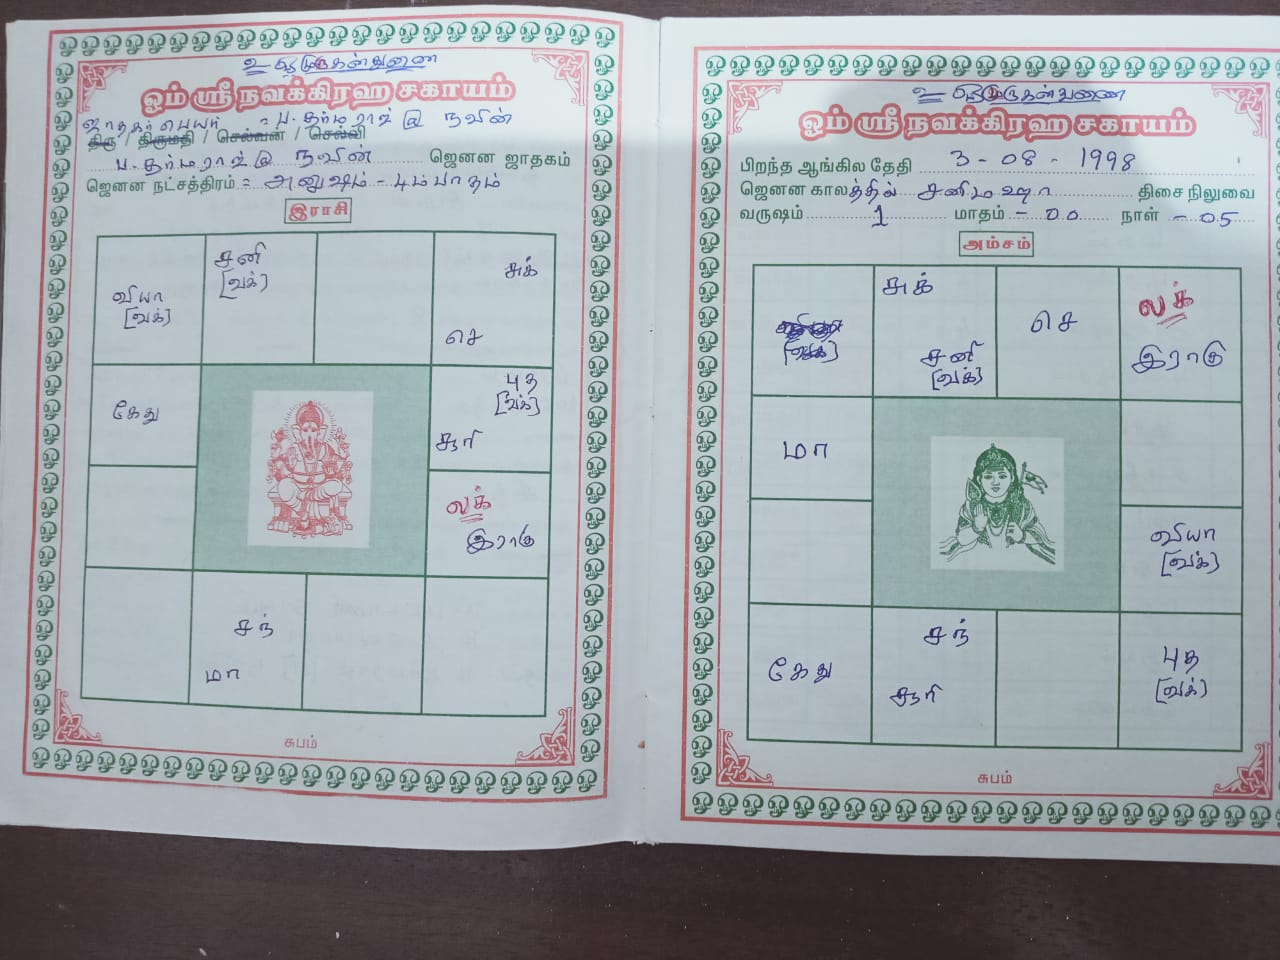 உ ஸ்ரீமுருகன்துணை
ஓம் ஸ்ரீ நவக்கிரஹ சகாயம்
ஜாதகர் பெயர் = ப. தர்மராஜ் @ நவின்
திரு / திருமதி / செல்வன் / செல்வி
ப. தர்மராஜ் @ நவின் ஜெனன ஜாதகம்
ஜெனன நட்சத்திரம் = அனுஷம் - 4ம் பாதம்
இராசி
வியா
[வக்]
சனி
[வக்]
சுக்
செ
கேது
புத
[வக்]
சூரி
லக்
இராகு
சந்
மா
சுபம்
உ ஸ்ரீமுருகன்துணை
ஓம் ஸ்ரீ நவக்கிரஹ சகாயம்
பிறந்த ஆங்கில தேதி 3 - 08 - 1998
ஜெனன காலத்தில் சனிமஹா திசை நிலுவை
வருஷம் 1 மாதம் - 00 நாள் - 05
அம்சம்
[வக்]
சுக்
சனி
[வக்]
செ
லக்
இராகு
மா
வியா
[வக்]
கேது
சந்
சூரி
புத
[வக்]
சுபம்